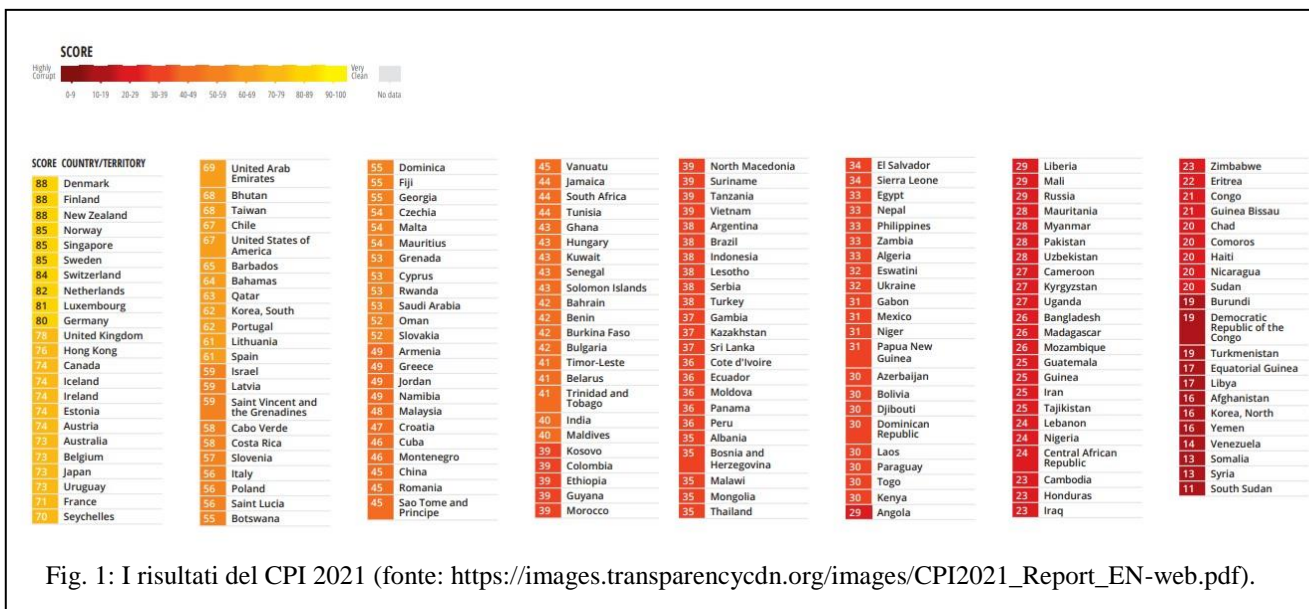 SCORE
Highly Corrupt
Very Clean
0-9 10-19 20-29 30-39 40-49 50-59 60-69 70-79 80-89 90-100 No data
SCORE COUNTRY/TERRITORY
88 Denmark
88 Finland
88 New Zealand
85 Norway
85 Singapore
85 Sweden
84 Switzerland
82 Netherlands
81 Luxembourg
80 Germany
78 United Kingdom
76 Hong Kong
74 Canada
74 Iceland
74 Ireland
74 Estonia
74 Austria
73 Australia
73 Belgium
73 Japan
73 Uruguay
71 France
70 Seychelles
69 United Arab
Emirates
68 Bhutan
68 Taiwan
67 Chile
67 United States of
America
65 Barbados
64 Bahamas
63 Qatar
62 Korea, South
62 Portugal
61 Lithuania
61 Spain
59 Israel
59 Latvia
59 Saint Vincent and
the Grenadines
58 Cabo Verde
58 Costa Rica
57 Slovenia
56 Italy
56 Poland
56 Saint Lucia
55 Botswana
55 Dominica
55 Fiji
55 Georgia
54 Czechia
54 Malta
54 Mauritius
53 Grenada
53 Cyprus
53 Rwanda
53 Saudi Arabia
52 Oman
52 Slovakia
49 Armenia
49 Greece
49 Jordan
49 Namibia
48 Malaysia
47 Croatia
46 Cuba
46 Montenegro
45 China
45 Romania
45 Sao Tome and
Principe
45 Vanuatu
44 Jamaica
44 South Africa
44 Tunisia
43 Ghana
43 Hungary
43 Kuwait
43 Senegal
43 Solomon Islands
42 Bahrain
42 Benin
42 Burkina Faso
42 Bulgaria
41 Timor-Leste
41 Belarus
41 Trinidad and
Tobago
40 India
40 Maldives
39 Kosovo
39 Colombia
39 Ethiopia
39 Guyana
39 Morocco
39 North Macedonia
39 Suriname
39 Tanzania
39 Vietnam
38 Argentina
38 Brazil
38 Indonesia
38 Lesotho
38 Serbia
38 Turkey
37 Gambia
37 Kazakhstan
37 Sri Lanka
36 Cote d'Ivoire
36 Ecuador
36 Moldova
36 Panama
36 Peru
35 Albania
35 Bosnia and
Herzegovina
35 Malawi
35 Mongolia
35 Thailand
34 El Salvador
34 Sierra Leone
33 Egypt
33 Nepal
33 Philippines
33 Zambia
33 Algeria
32 Eswatini
32 Ukraine
31 Gabon
31 Mexico
31 Niger
31 Papua New
Guinea
30 Azerbaijan
30 Bolivia
30 Djibouti
30 Dominican
Republic
30 Laos
30 Paraguay
30 Togo
30 Kenya
29 Angola
29 Liberia
29 Mali
29 Russia
28 Mauritania
28 Myanmar
28 Pakistan
28 Uzbekistan
27 Cameroon
27 Kyrgyzstan
27 Uganda
26 Bangladesh
26 Madagascar
26 Mozambique
25 Guatemala
25 Guinea
25 Iran
25 Tajikistan
24 Lebanon
24 Nigeria
24 Central African
Republic
23 Cambodia
23 Honduras
23 Iraq
23 Zimbabwe
22 Eritrea
21 Congo
21 Guinea Bissau
20 Chad
20 Comoros
20 Haiti
20 Nicaragua
20 Sudan
19 Burundi
19 Democratic
Republic of the
Congo
19 Turkmenistan
17 Equatorial Guinea
17 Libya
16 Afghanistan
16 Korea, North
16 Yemen
14 Venezuela
13 Somalia
13 Syria
11 South Sudan
Fig. 1: I risultati del CPI 2021 (fonte: https://images.transparencycdn.org/images/CPI2021_Report_EN-web.pdf).